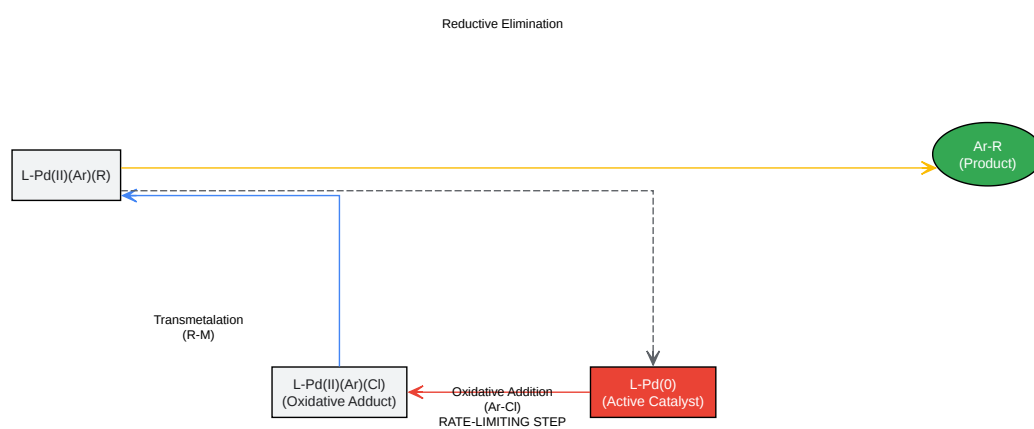 Reductive Elimination
Ar-R
(Product)
L-Pd(II)(Ar)(R)
Transmetalation
(R-M)
L-Pd(II)(Ar)(Cl)
(Oxidative Adduct)
Oxidative Addition
(Ar-Cl)
RATE-LIMITING STEP
L-Pd(0)
(Active Catalyst)